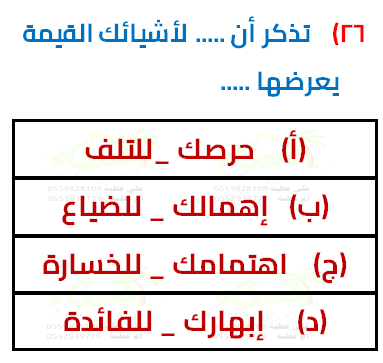 ٢٦) تذكر أن ..... لأشيائك القيمة
يعرضها .....
(أ) حرصك _ للتلف
(ب) إهمالك _ للضياع
(ج) اهتمامك _ للخسارة
(د) إبهارك _ للفائدة